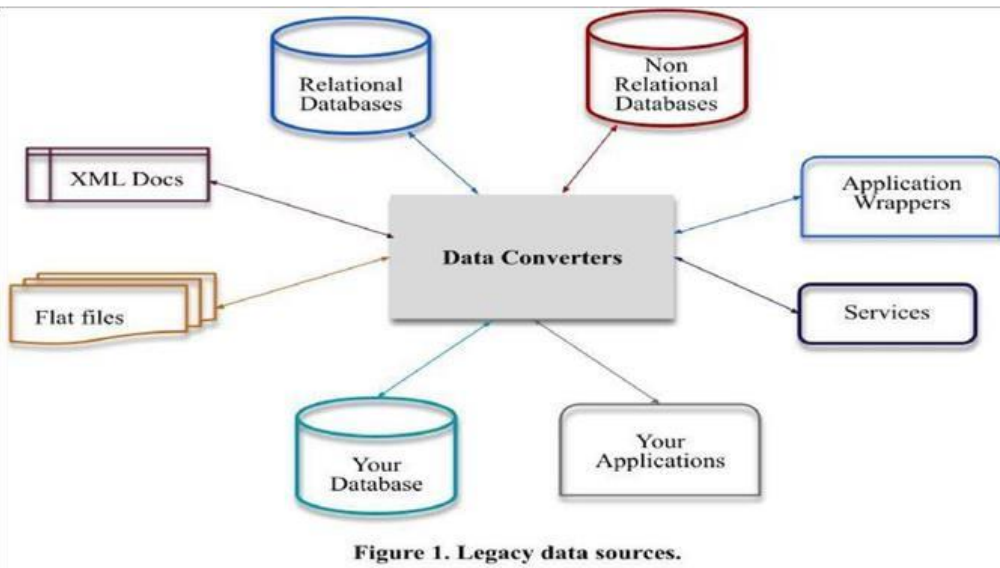 Relational
Databases
Non
Relational
Databases
XML Docs
Application
Wrappers
Data Converters
Flat files
Services
Your
Database
Your
Applications
Figure 1. Legacy data sources.